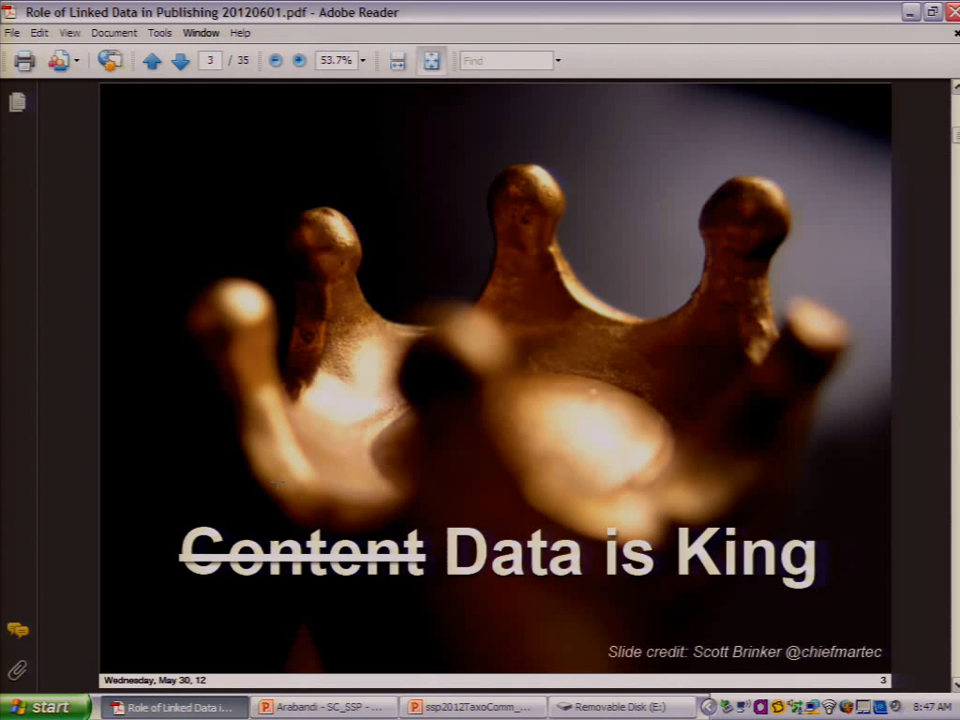 Role of Linked Data in Publishing 20120601.pdf - Adobe Reader
File Edit View Document Tools Window Help
3 / 35 53.7% Find
Content Data is King
Slide credit: Scott Brinker @chiefmartec
Wednesday, May 30, 12 3
start Role of Linked Data i... Arabandi - SC_SSP - ... ssp2012TaxoComm_... Removable Disk (E:) 8:47 AM